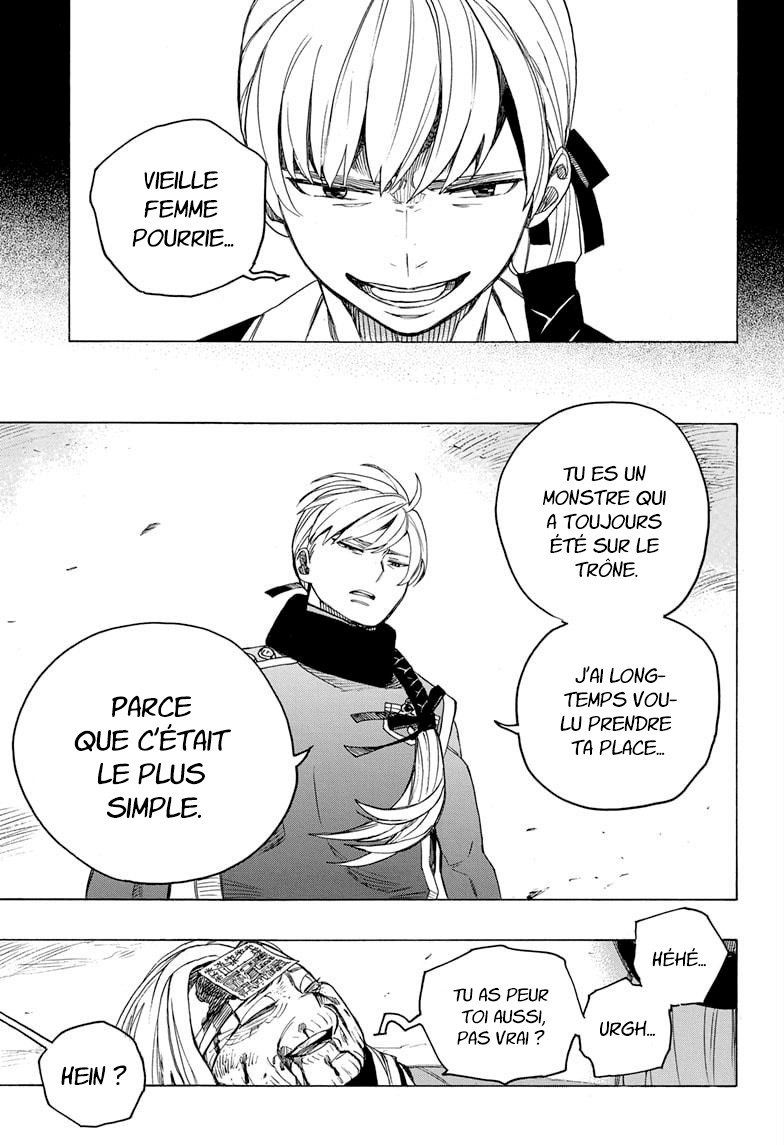 VIEILLE
FEMME
POURRIE...
TU ES UN
MONSTRE QUI
A TOUJOURS
ÉTÉ SUR LE
TRÔNE.
J'AI LONG-
TEMPS VOU-
LU PRENDRE
TA PLACE...
PARCE
QUE C'ÉTAIT
LE PLUS
SIMPLE.
HÉHÉ...
URGH...
TU AS PEUR
TOI AUSSI,
PAS VRAI ?
HEIN ?